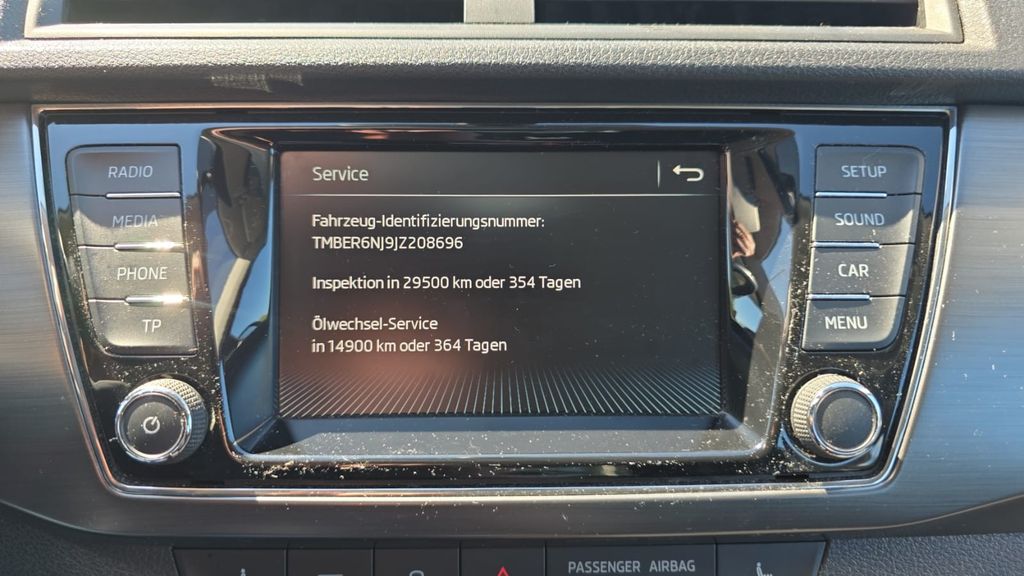 Service
Fahrzeug-Identifizierungsnummer:
TMBER6NJ9JZ208696
Inspektion in 29500 km oder 354 Tagen
Ölwechsel-Service
in 14900 km oder 364 Tagen
RADIO
MEDIA
PHONE
TP
SETUP
SOUND
CAR
MENU
PASSENGER AIRBAG